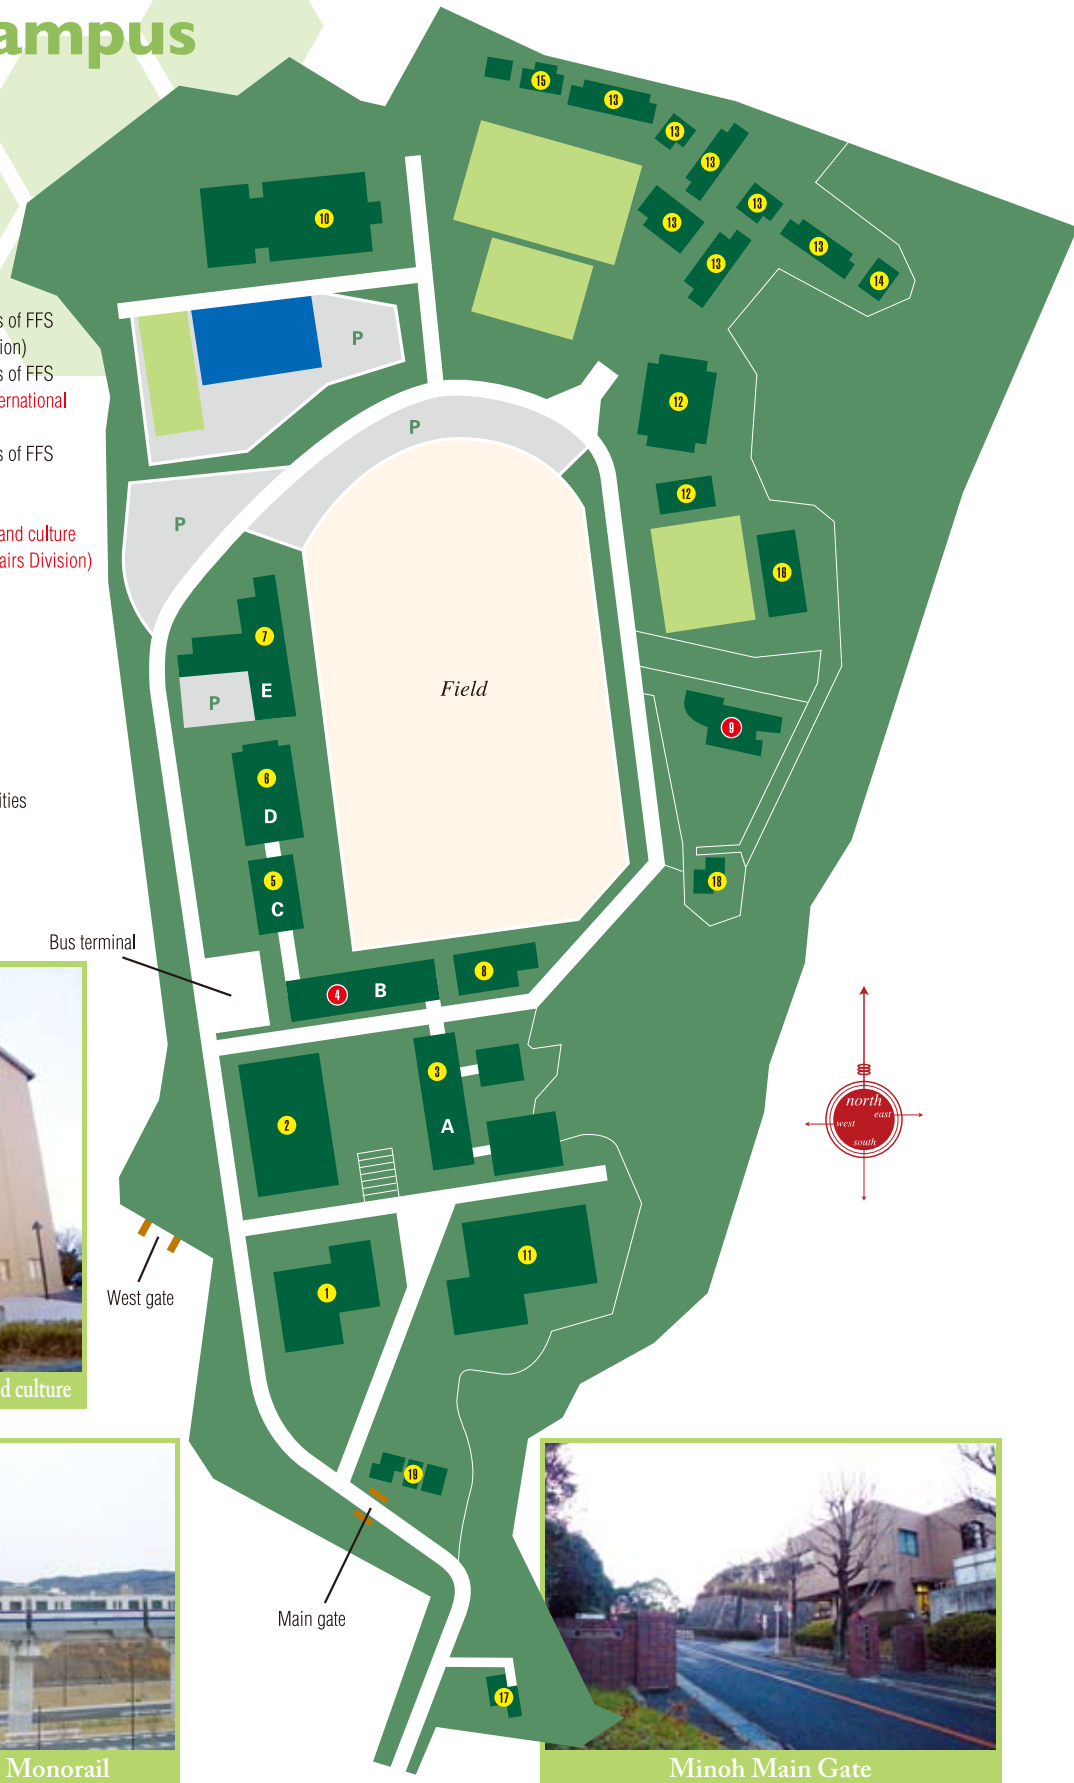 ampus
s of FFS
ion)
s of FFS
ernational
s of FFS
and culture
airs Division)
ities
15
13
13
13
13
13
13
13
14
10
P
P
P
12
12
16
7
E
P
Field
9
6
D
5
C
18
Bus terminal
4 B
8
3
A
2
north
west east
south
West gate
1
11
d culture
19
Main gate
17
Monorail
Minoh Main Gate